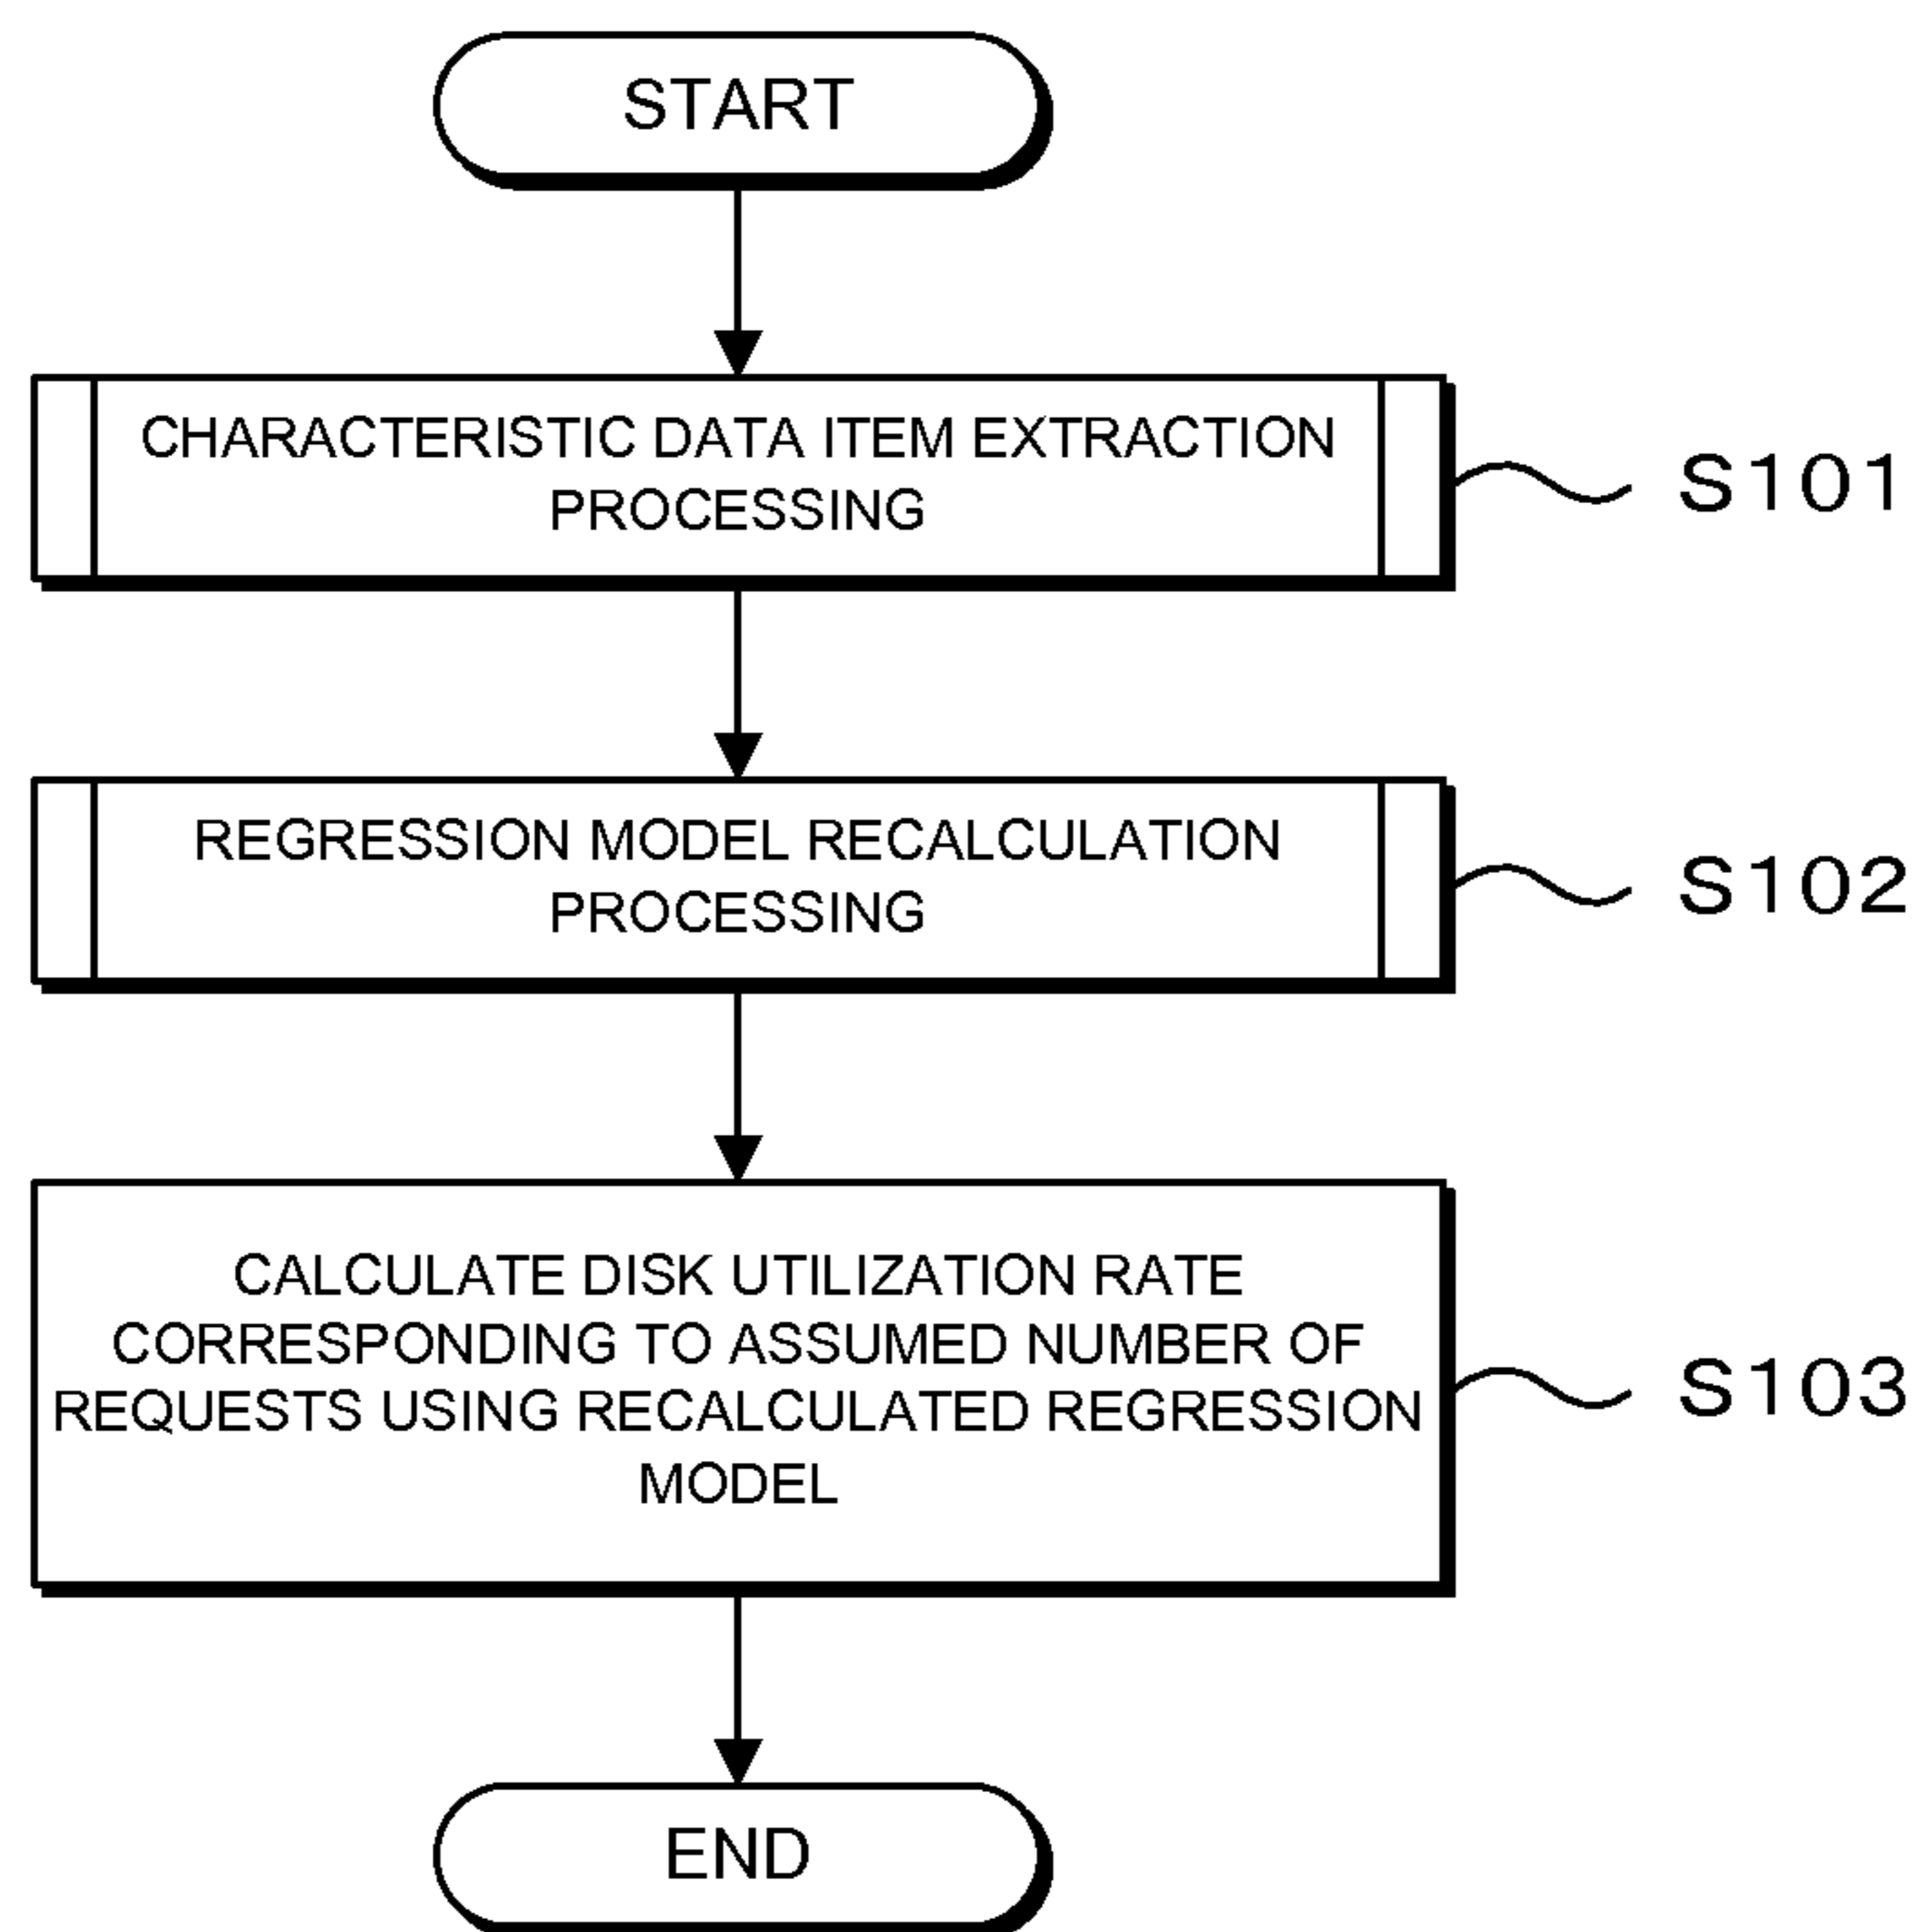 START
CHARACTERISTIC DATA ITEM EXTRACTION
PROCESSING
S101
REGRESSION MODEL RECALCULATION
PROCESSING
S102
CALCULATE DISK UTILIZATION RATE
CORRESPONDING TO ASSUMED NUMBER OF
REQUESTS USING RECALCULATED REGRESSION
MODEL
S103
END